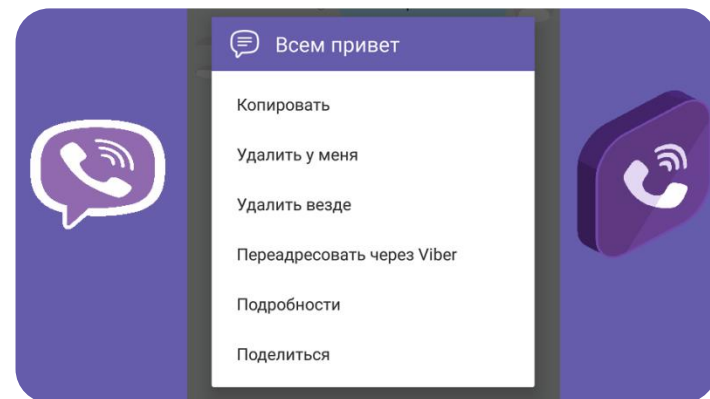 Всем привет
Копировать
Удалить у меня
Удалить везде
Переадресовать через Viber
Подробности
Поделиться